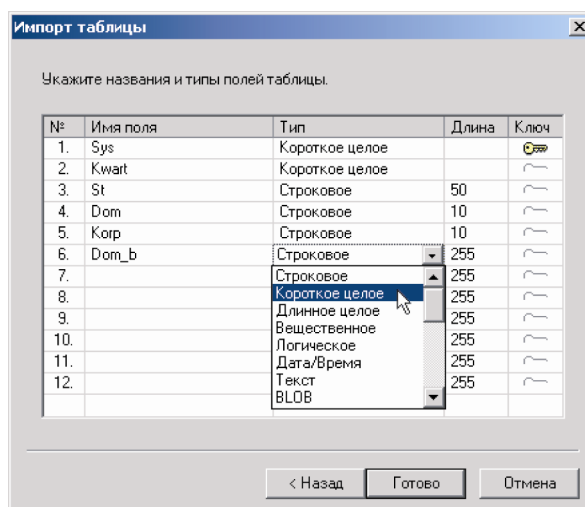 Импорт таблицы
Укажите названия и типы полей таблицы.
№ Имя поля Тип Длина Ключ
1. Sys Короткое целое
2. Kwart Короткое целое
3. St Строковое 50
4. Dom Строковое 10
5. Korp Строковое 10
6. Dom_b Строковое 255
7. Строковое 255
8. Короткое целое 255
9. Длинное целое 255
Вещественное
10. Логическое 255
11. Дата/Время 255
12. Текст 255
BLOB
< Назад Готово Отмена